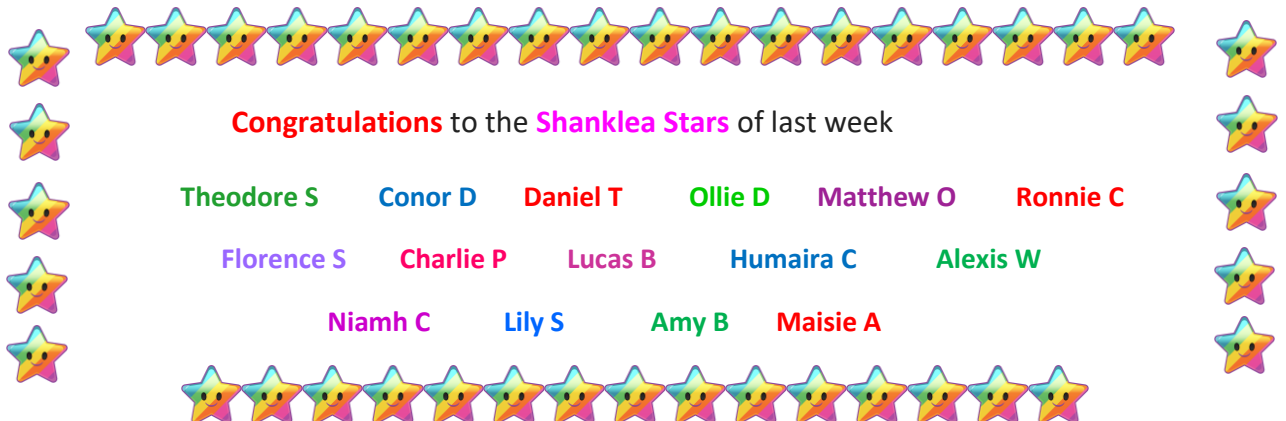 Congratulations to the Shanklea Stars of last week
Theodore S Conor D Daniel T Ollie D Matthew O Ronnie C
Florence S Charlie P Lucas B Humaira C Alexis W
Niamh C Lily S Amy B Maisie A